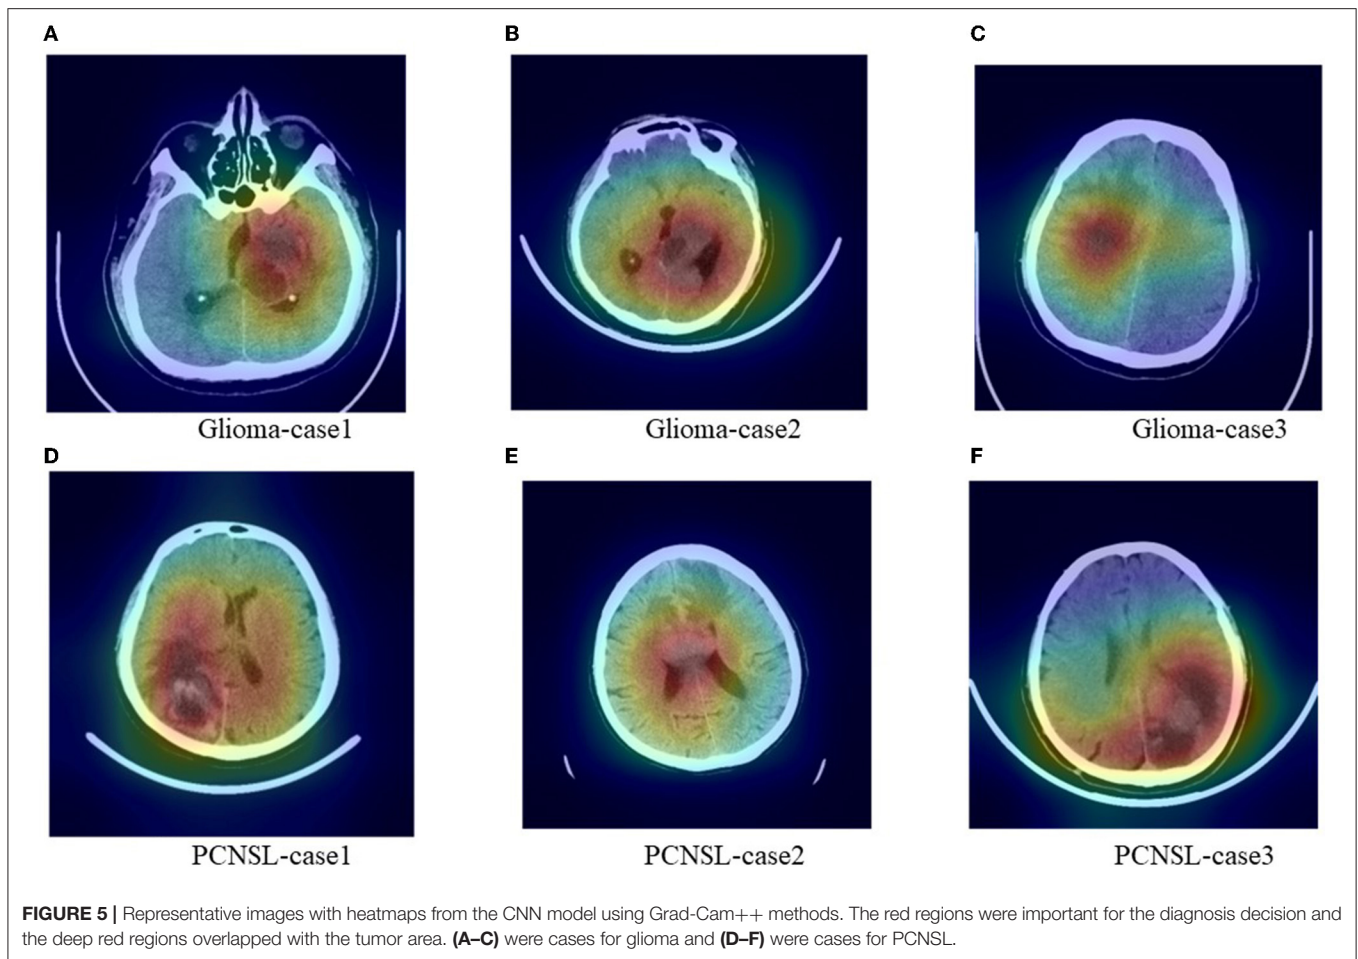 A
B
C
Glioma-case1
Glioma-case2
Glioma-case3
D
E
F
PCNSL-case1
PCNSL-case2
PCNSL-case3
FIGURE 5 | Representative images with heatmaps from the CNN model using Grad-Cam++ methods. The red regions were important for the diagnosis decision and
the deep red regions overlapped with the tumor area. (A–C) were cases for glioma and (D–F) were cases for PCNSL.